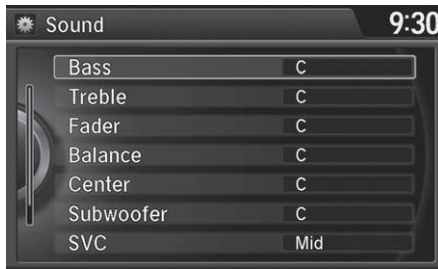 Sound 9:30
Bass C
Treble C
Fader C
Balance C
Center C
Subwoofer C
SVC Mid